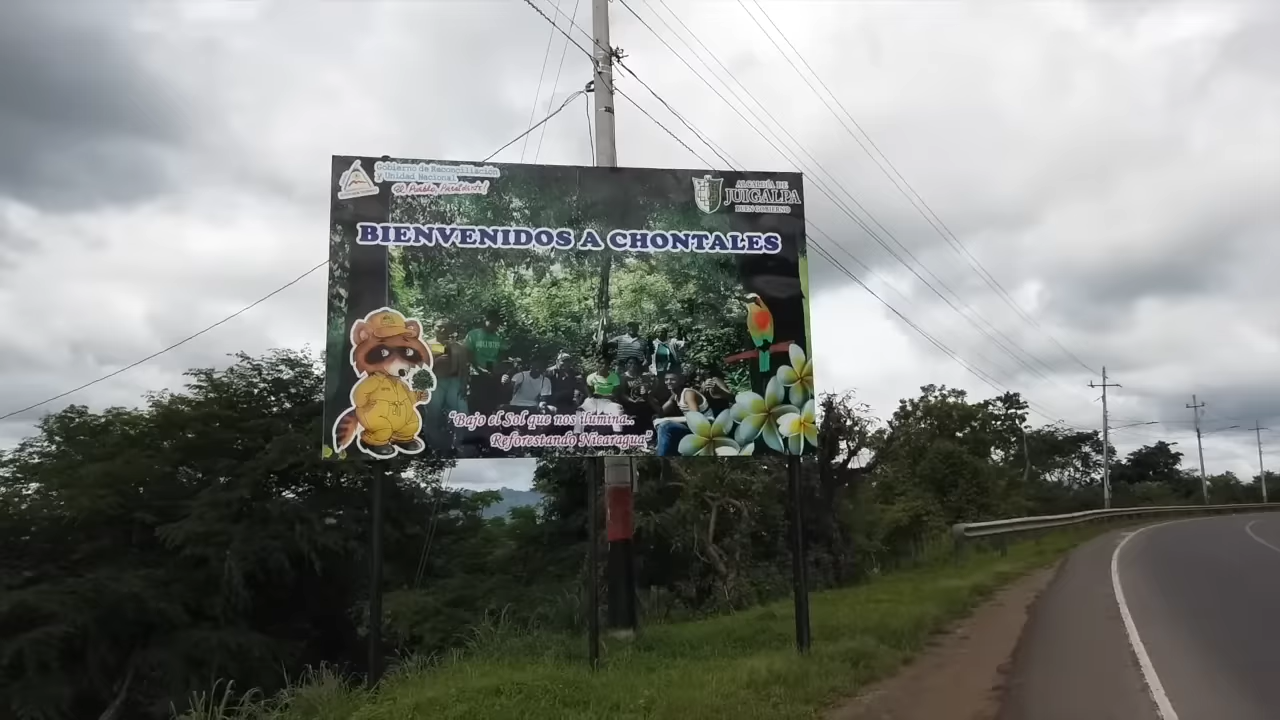 Gobierno de Reconciliación
y Unidad Nacional
El Pueblo, Presidente!
ALCALDÍA DE
JUIGALPA
BUEN GOBIERNO
BIENVENIDOS A CHONTALES
"Bajo el Sol que nos ilumina..
Reforestando Nicaragua"